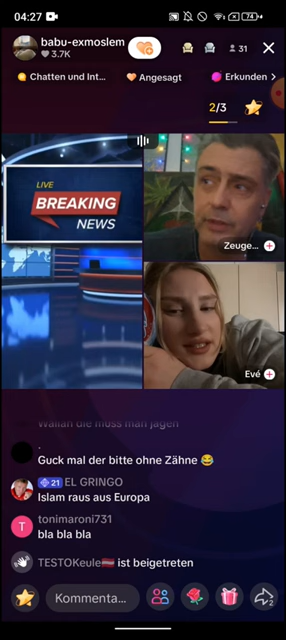 04:27
74
babu-exmoslem
3.7K
31
Chatten und Int...
Angesagt
Erkunden
2/3
LIVE
BREAKING
NEWS
Zeuge...
Evé
Wallah die muss man jagen
.
Guck mal der bitte ohne Zähne 😂
21 EL GRINGO
Islam raus aus Europa
T
tonimaroni731
bla bla bla
TESTOKeule🇦🇹 ist beigetreten
Kommenta...
2